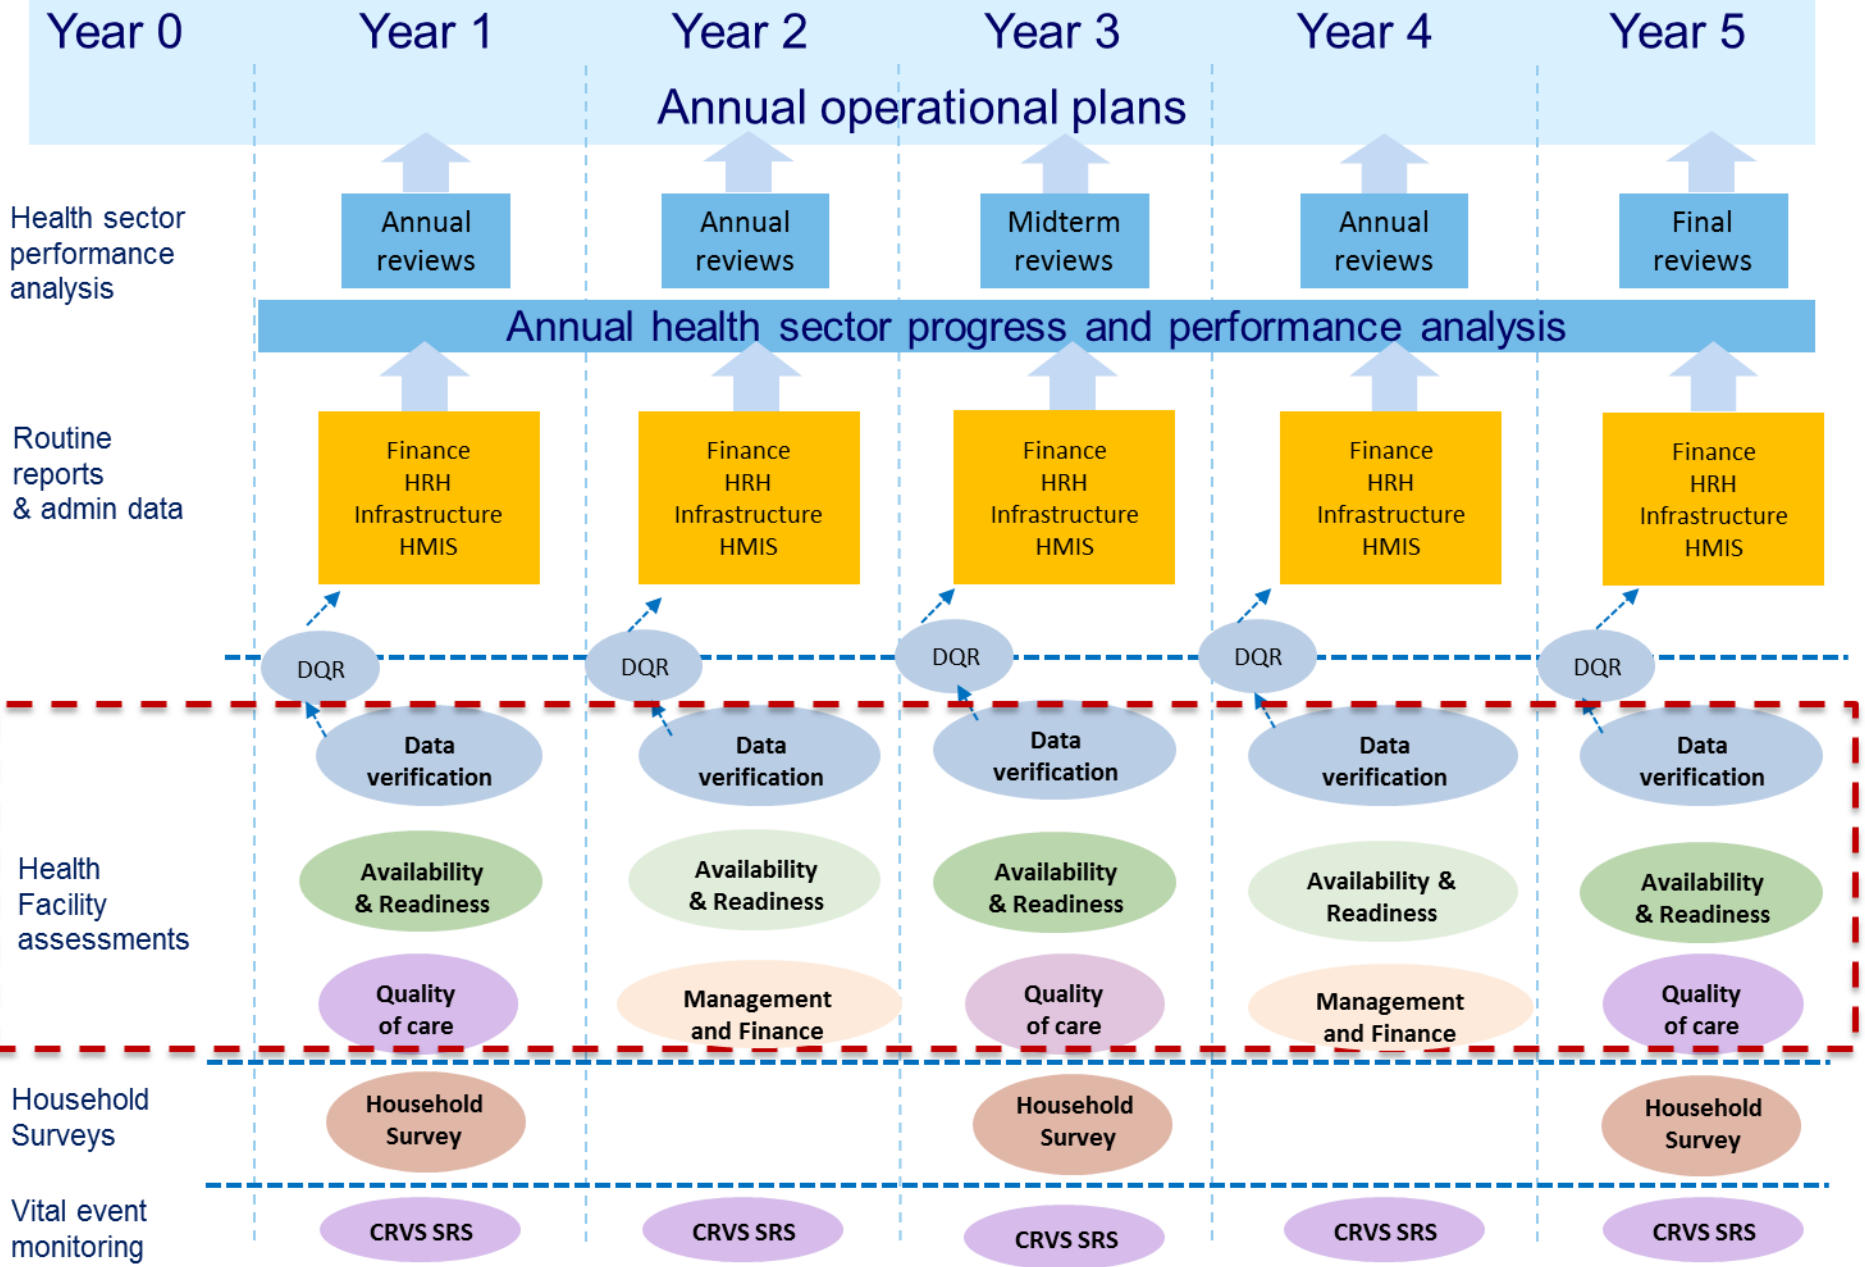 Year 0
Year 1
Year 2
Year 3
Year 4
Year 5
Annual operational plans
Health sector
performance
analysis
Annual
reviews
Annual
reviews
Midterm
reviews
Annual
reviews
Final
reviews
Annual health sector progress and performance analysis
Routine
reports
& admin data
Finance
HRH
Infrastructure
HMIS
Finance
HRH
Infrastructure
HMIS
Finance
HRH
Infrastructure
HMIS
Finance
HRH
Infrastructure
HMIS
Finance
HRH
Infrastructure
HMIS
DQR
DQR
DQR
DQR
DQR
Health
Facility
assessments
Data
verification
Data
verification
Data
verification
Data
verification
Data
verification
Availability
& Readiness
Availability
& Readiness
Availability
& Readiness
Availability &
Readiness
Availability
& Readiness
Quality
of care
Management
and Finance
Quality
of care
Management
and Finance
Quality
of care
Household
Surveys
Household
Survey
Household
Survey
Household
Survey
Vital event
monitoring
CRVS SRS
CRVS SRS
CRVS SRS
CRVS SRS
CRVS SRS